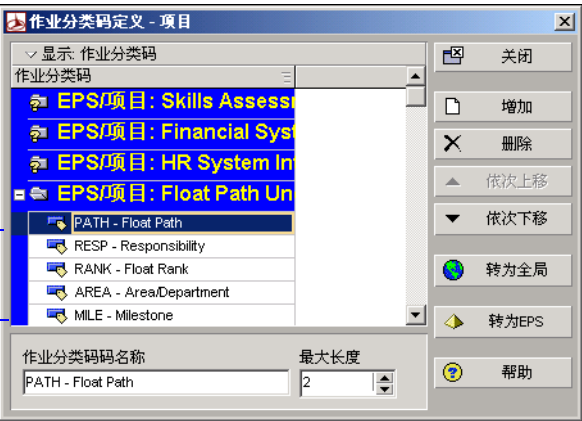 作业分类码定义 - 项目
显示: 作业分类码
作业分类码
EPS/项目: Skills Assess
EPS/项目: Financial Syst
EPS/项目: HR System In
EPS/项目: Float Path Un
PATH - Float Path
RESP - Responsibility
RANK - Float Rank
AREA - Area/Department
MILE - Milestone
作业分类码码名称
最大长度
PATH - Float Path
2
关闭
增加
删除
依次上移
依次下移
转为全局
转为EPS
帮助